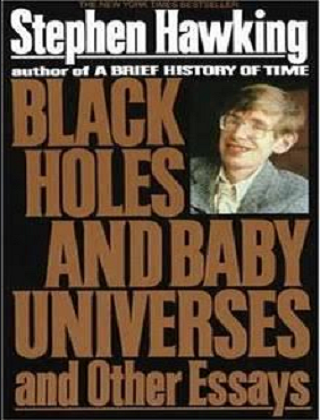 THE NEW YORK TIMES BESTSELLER
Stephen Hawking
author of A BRIEF HISTORY OF TIME
BLACK
HOLES
AND BABY
UNIVERSES
and Other Essays